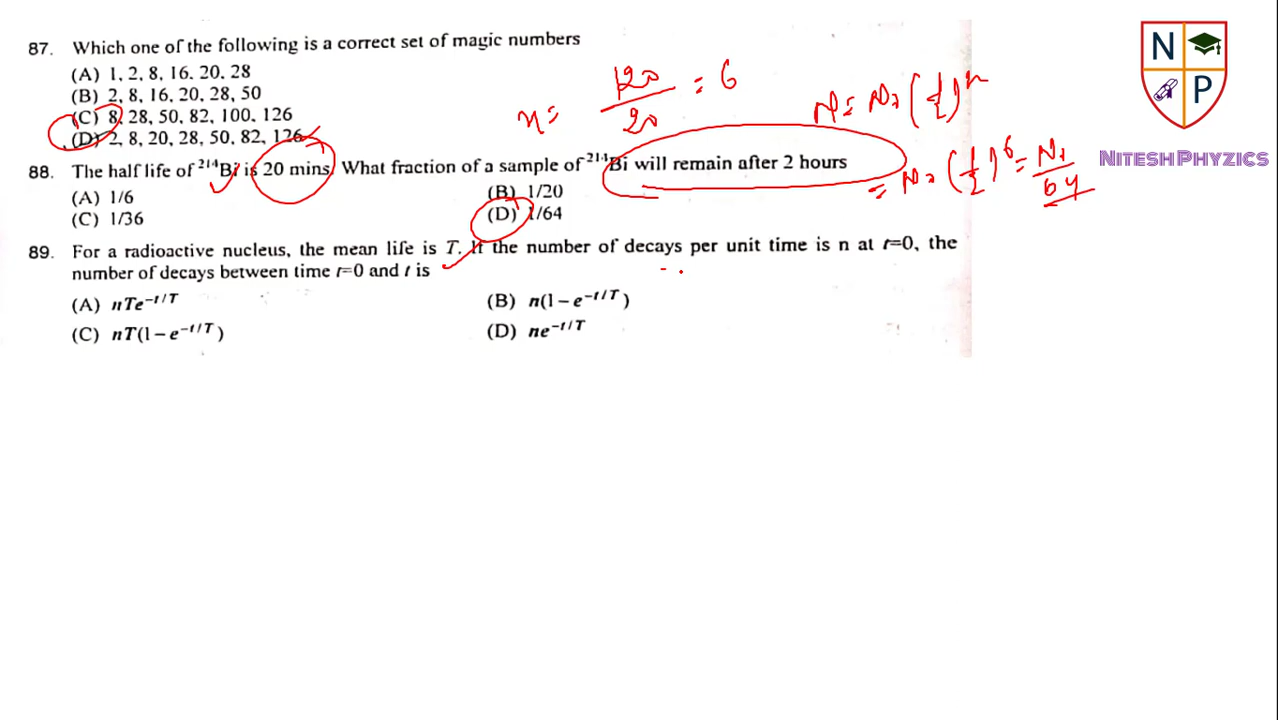 87. Which one of the following is a correct set of magic numbers
(A) 1, 2, 8, 16, 20, 28
(B) 2, 8, 16, 20, 28, 50
(C) 8, 28, 50, 82, 100, 126
(D) 2, 8, 20, 28, 50, 82, 126
n = 120/20 = 6
N = N₀ (1/2)ⁿ
N P
NITESH PHYZICS
88. The half life of ²¹⁴Bi is 20 mins. What fraction of a sample of ²¹⁴Bi will remain after 2 hours
= N₀ (1/2)⁶ = N₀/64
(A) 1/6 (B) 1/20
(C) 1/36 (D) 1/64
89. For a radioactive nucleus, the mean life is T. If the number of decays per unit time is n at t=0, the
number of decays between time t=0 and t is
(A) nTe⁻ᵗ/ᵀ (B) n(1−e⁻ᵗ/ᵀ)
(C) nT(1−e⁻ᵗ/ᵀ) (D) ne⁻ᵗ/ᵀ